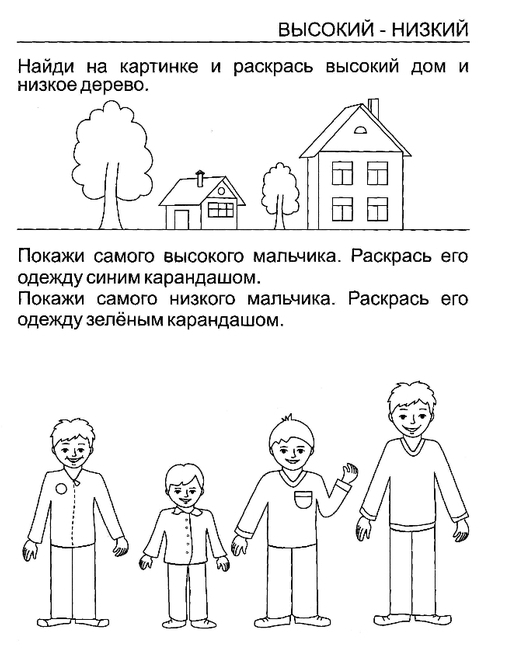 ВЫСОКИЙ - НИЗКИЙ
Найди на картинке и раскрась высокий дом и
низкое дерево.
Покажи самого высокого мальчика. Раскрась его
одежду синим карандашом.
Покажи самого низкого мальчика. Раскрась его
одежду зелёным карандашом.